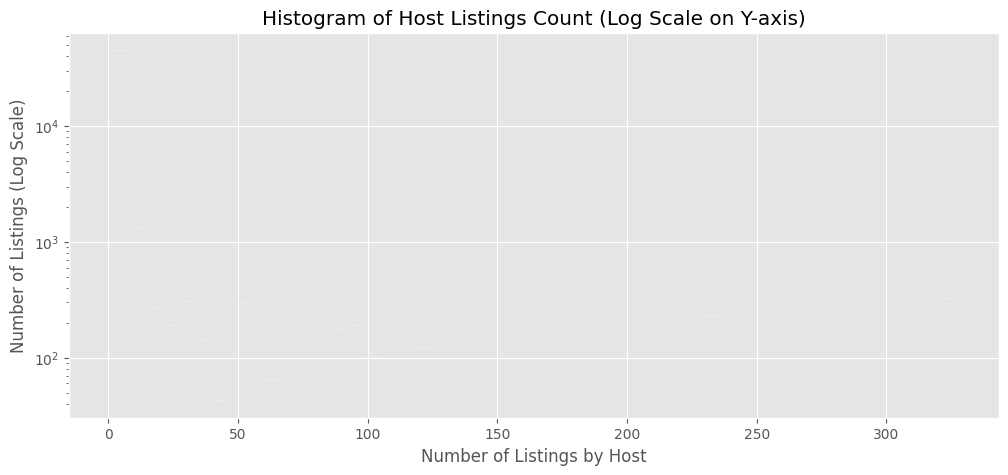 Histogram of Host Listings Count (Log Scale on Y-axis)
Number of Listings (Log Scale)
10⁴
10³
10²
0 50 100 150 200 250 300
Number of Listings by Host